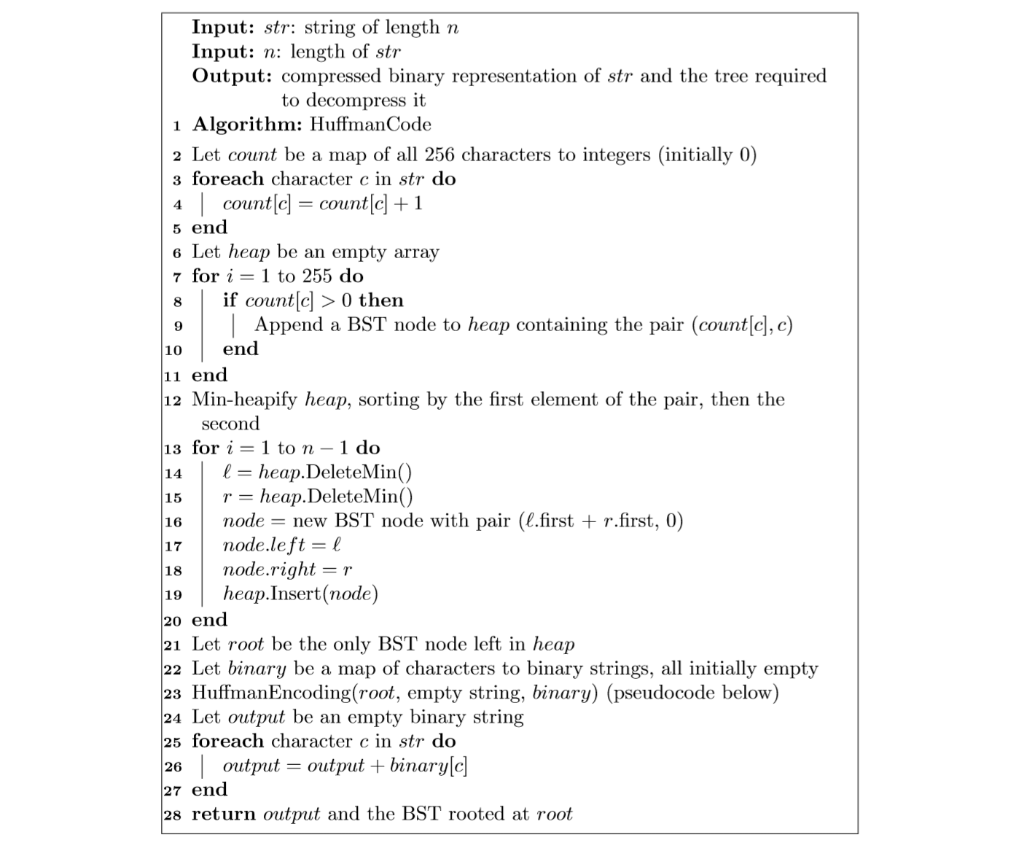 Input: str: string of length n
Input: n: length of str
Output: compressed binary representation of str and the tree required
to decompress it
1 Algorithm: HuffmanCode
2 Let count be a map of all 256 characters to integers (initially 0)
3 foreach character c in str do
4 count[c] = count[c] + 1
5 end
6 Let heap be an empty array
7 for i = 1 to 255 do
8 if count[c] > 0 then
9 Append a BST node to heap containing the pair (count[c], c)
10 end
11 end
12 Min-heapify heap, sorting by the first element of the pair, then the
second
13 for i = 1 to n − 1 do
14 ℓ = heap.DeleteMin()
15 r = heap.DeleteMin()
16 node = new BST node with pair (ℓ.first + r.first, 0)
17 node.left = ℓ
18 node.right = r
19 heap.Insert(node)
20 end
21 Let root be the only BST node left in heap
22 Let binary be a map of characters to binary strings, all initially empty
23 HuffmanEncoding(root, empty string, binary) (pseudocode below)
24 Let output be an empty binary string
25 foreach character c in str do
26 output = output + binary[c]
27 end
28 return output and the BST rooted at root